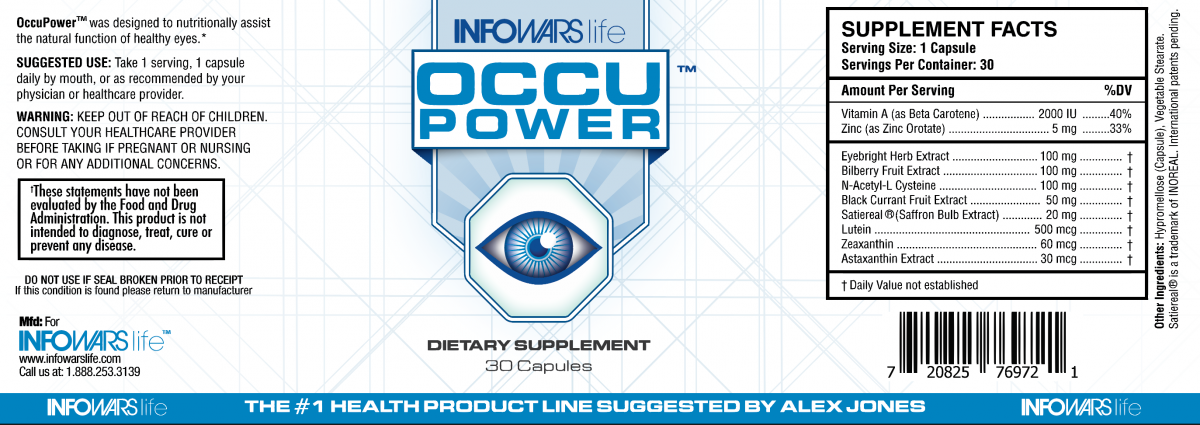 OccuPower™ was designed to nutritionally assist
the natural function of healthy eyes.*
SUGGESTED USE: Take 1 serving, 1 capsule
daily by mouth, or as recommended by your
physician or healthcare provider.
WARNING: KEEP OUT OF REACH OF CHILDREN.
CONSULT YOUR HEALTHCARE PROVIDER
BEFORE TAKING IF PREGNANT OR NURSING
OR FOR ANY ADDITIONAL CONCERNS.
†These statements have not been
evaluated by the Food and Drug
Administration. This product is not
intended to diagnose, treat, cure or
prevent any disease.
DO NOT USE IF SEAL BROKEN PRIOR TO RECEIPT
If this condition is found please return to manufacturer
Mfd: For
INFOWARS life™
www.infowarslife.com
Call us at: 1.888.253.3139
INFOWARS life
OCCU ™
POWER
DIETARY SUPPLEMENT
30 Capules
SUPPLEMENT FACTS
Serving Size: 1 Capsule
Servings Per Container: 30
Amount Per Serving %DV
Vitamin A (as Beta Carotene) ................ 2000 IU ........40%
Zinc (as Zinc Orotate) ............................... 5 mg ........33%
Eyebright Herb Extract .......................... 100 mg ............. †
Bilberry Fruit Extract ............................. 100 mg ............. †
N-Acetyl-L Cysteine ............................... 100 mg ............. †
Black Currant Fruit Extract ...................... 50 mg ............. †
Satiereal ®(Saffron Bulb Extract) ............ 20 mg ............. †
Lutein ................................................ 500 mcg ............. †
Zeaxanthin .......................................... 60 mcg ............. †
Astaxanthin Extract ............................... 30 mcg ............. †
† Daily Value not established
Other Ingredients: Hypromellose (Capsule), Vegetable Stearate.
Satiereal® is a trademark of INOREAL. International patents pending.
7 20825 76972 1
INFOWARS life THE #1 HEALTH PRODUCT LINE SUGGESTED BY ALEX JONES INFOWARS life